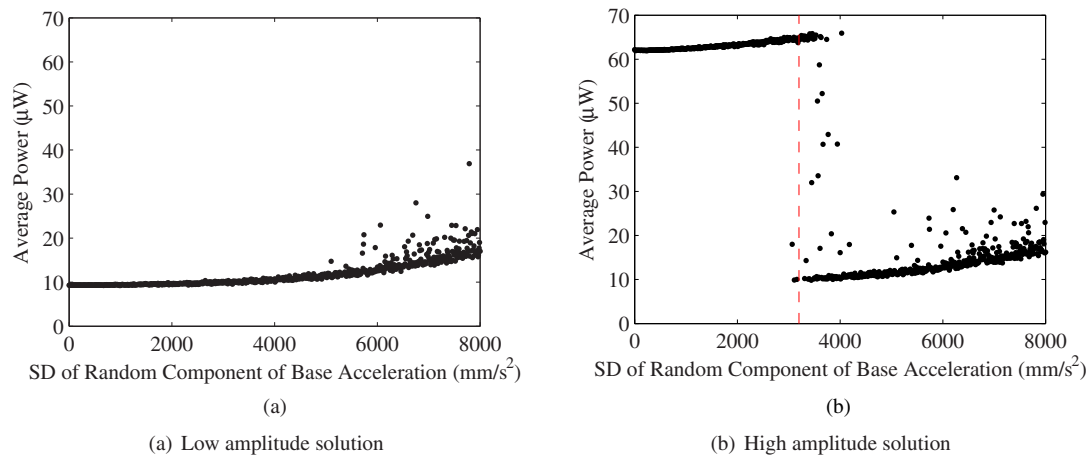 70
60
50
40
30
20
10
0
0 2000 4000 6000 8000
Average Power (μW)
SD of Random Component of Base Acceleration (mm/s²)
(a)
(a) Low amplitude solution
70
60
50
40
30
20
10
0
0 2000 4000 6000 8000
Average Power (μW)
SD of Random Component of Base Acceleration (mm/s²)
(b)
(b) High amplitude solution